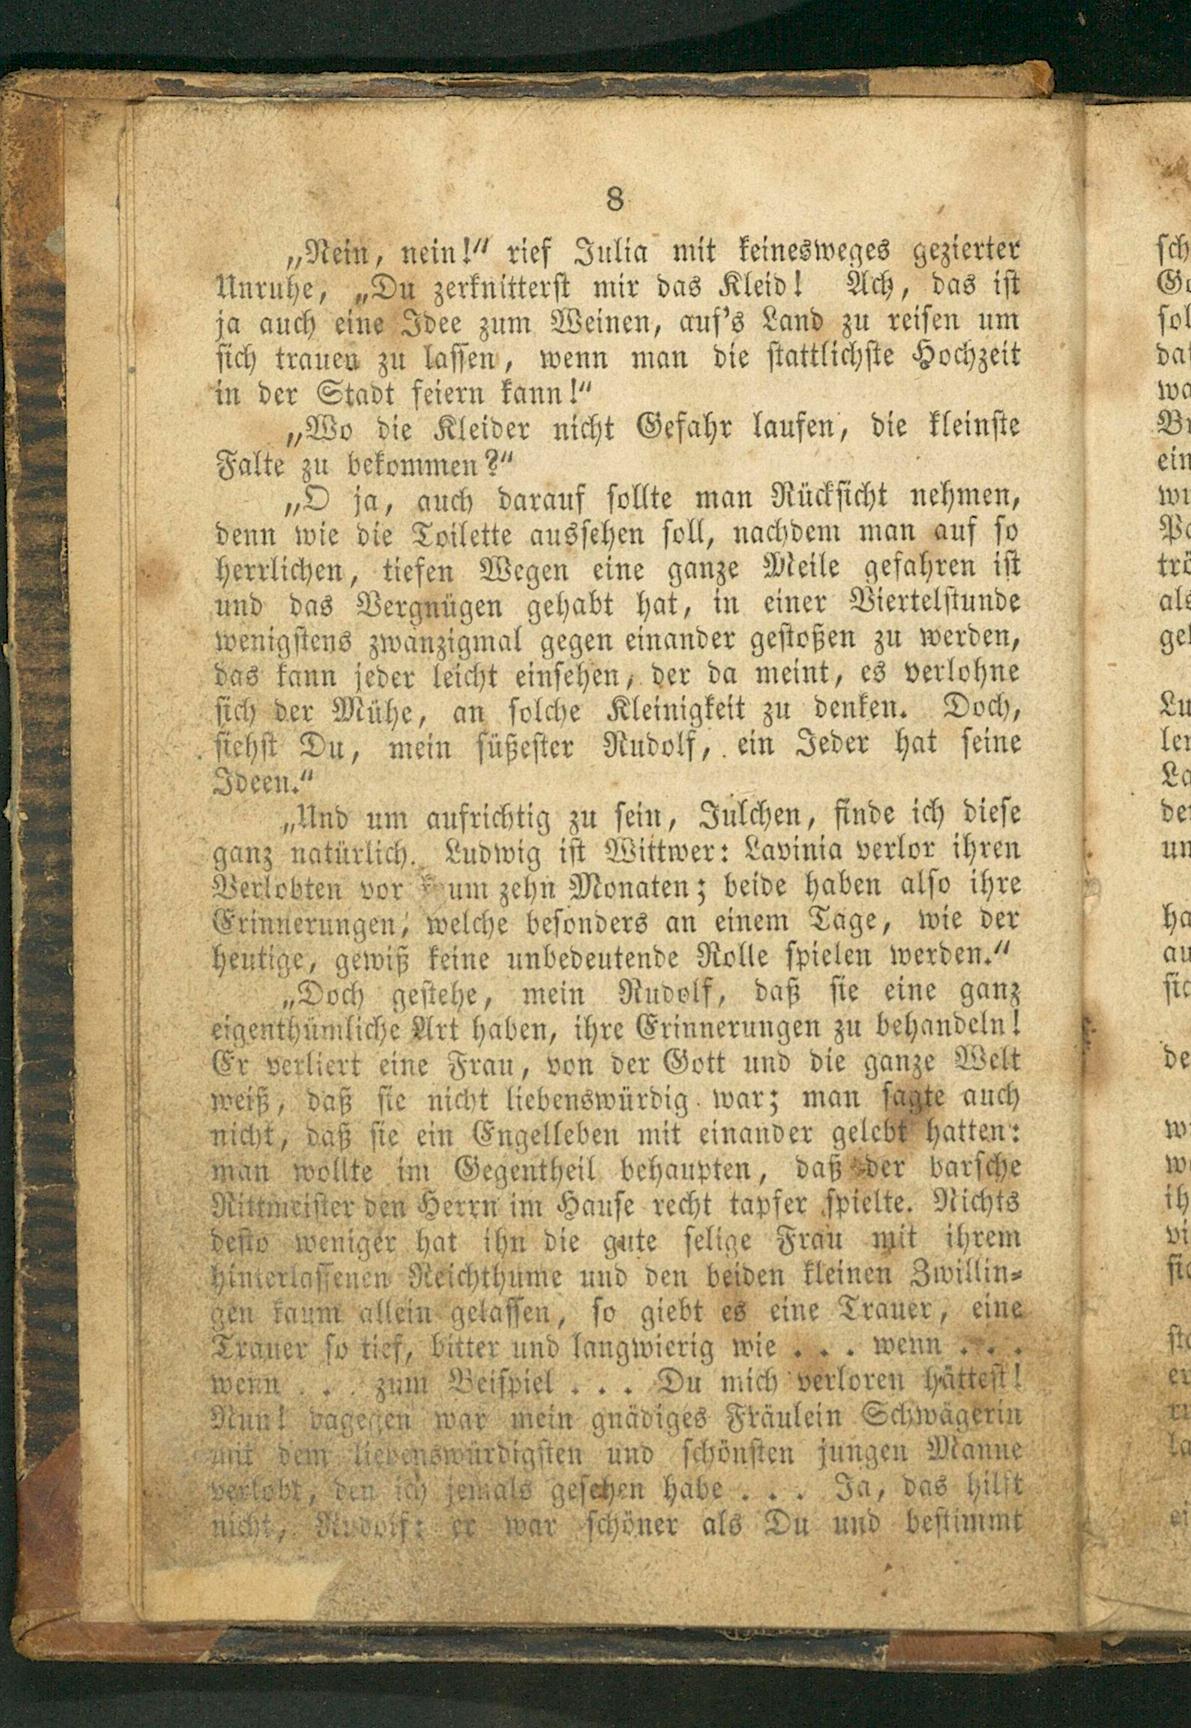 8
„Nein, nein!“ rief Julia mit keinesweges gezierter
Unruhe, „Du zerknitterst mir das Kleid! Ach, das ist
ja auch eine Idee zum Weinen, auf's Land zu reisen um
sich trauen zu lassen, wenn man die stattlichste Hochzeit
in der Stadt feiern kann!“
„Wo die Kleider nicht Gefahr laufen, die kleinste
Falte zu bekommen?“
„O ja, auch darauf sollte man Rücksicht nehmen,
denn wie die Toilette aussehen soll, nachdem man auf so
herrlichen, tiefen Wegen eine ganze Meile gefahren ist
und das Vergnügen gehabt hat, in einer Viertelstunde
wenigstens zwanzigmal gegen einander gestoßen zu werden,
das kann jeder leicht einsehen, der da meint, es verlohne
sich der Mühe, an solche Kleinigkeit zu denken. Doch,
siehst Du, mein süßester Rudolf, ein Jeder hat seine
Ideen.“
„Und um aufrichtig zu sein, Julchen, finde ich diese
ganz natürlich. Ludwig ist Wittwer: Lavinia verlor ihren
Verlobten vor kaum zehn Monaten; beide haben also ihre
Erinnerungen, welche besonders an einem Tage, wie der
heutige, gewiß keine unbedeutende Rolle spielen werden.“
„Doch gestehe, mein Rudolf, daß sie eine ganz
eigenthümliche Art haben, ihre Erinnerungen zu behandeln!
Er verliert eine Frau, von der Gott und die ganze Welt
weiß, daß sie nicht liebenswürdig war; man sagte auch
nicht, daß sie ein Engelleben mit einander gelebt hatten:
man wollte im Gegentheil behaupten, daß der barsche
Rittmeister den Herrn im Hause recht tapfer spielte. Nichts
desto weniger hat ihn die gute selige Frau mit ihrem
hinterlassenen Reichthume und den beiden kleinen Zwillin-
gen kaum allein gelassen, so giebt es eine Trauer, eine
Trauer so tief, bitter und langwierig wie . . . wenn . . .
wenn . . . zum Beispiel . . . Du mich verloren hättest!
Nun! dagegen war mein gnädiges Fräulein Schwägerin
mit dem liebenswürdigsten und schönsten jungen Manne
verlobt, den ich jemals gesehen habe . . . Ja, das hilft
nicht, Rudolf: er war schöner als Du und bestimmt